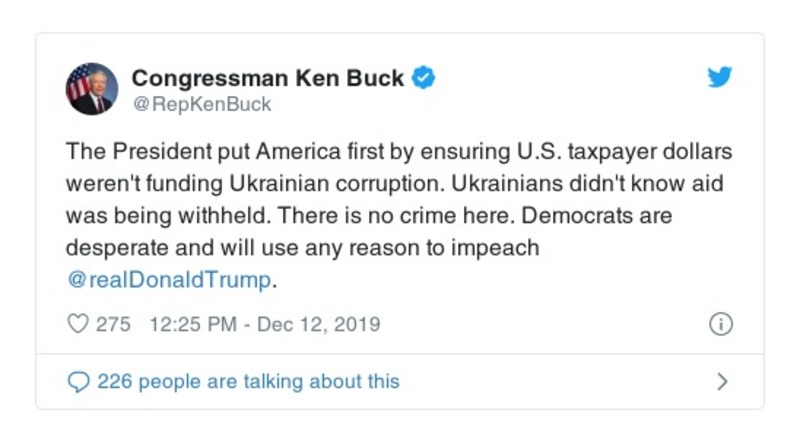 Congressman Ken Buck
@RepKenBuck
The President put America first by ensuring U.S. taxpayer dollars
weren't funding Ukrainian corruption. Ukrainians didn't know aid
was being withheld. There is no crime here. Democrats are
desperate and will use any reason to impeach
@realDonaldTrump.
275 12:25 PM - Dec 12, 2019
226 people are talking about this